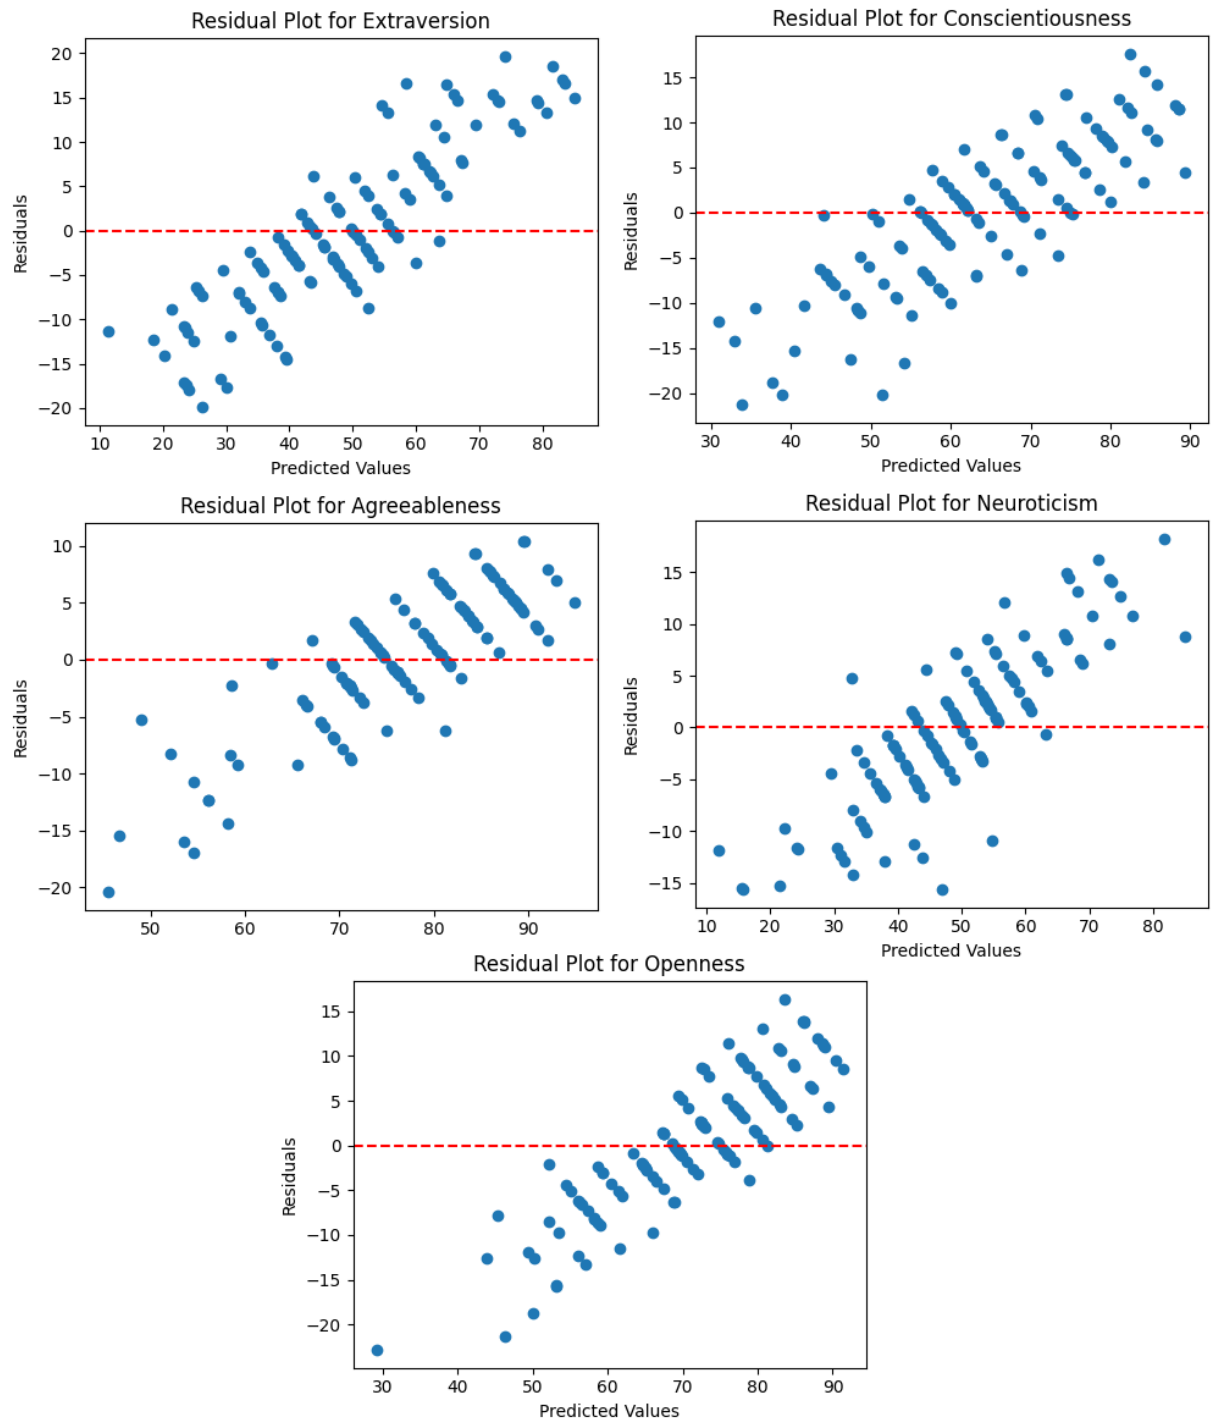 Residual Plot for Extraversion
20
15
10
5
0
−5
−10
−15
−20
Residuals
10 20 30 40 50 60 70 80
Predicted Values
Residual Plot for Conscientiousness
15
10
5
0
−5
−10
−15
−20
Residuals
30 40 50 60 70 80 90
Predicted Values
Residual Plot for Agreeableness
10
5
0
−5
−10
−15
−20
Residuals
50 60 70 80 90
Residual Plot for Neuroticism
15
10
5
0
−5
−10
−15
Residuals
10 20 30 40 50 60 70 80
Predicted Values
Residual Plot for Openness
15
10
5
0
−5
−10
−15
−20
Residuals
30 40 50 60 70 80 90
Predicted Values